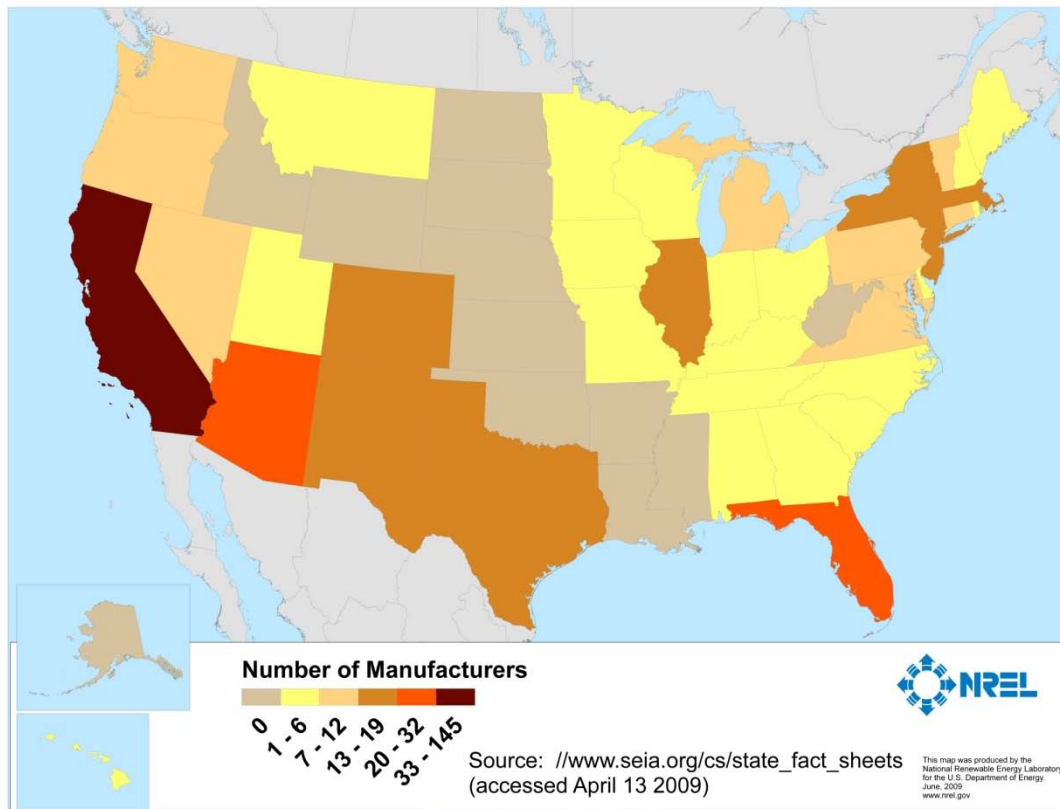 Number of Manufacturers
0
1 - 6
7 - 12
13 - 19
20 - 32
33 - 145
NREL
Source: //www.seia.org/cs/state_fact_sheets
(accessed April 13 2009)
This map was produced by the
National Renewable Energy Laboratory
for the U.S. Department of Energy.
June, 2009
www.nrel.gov